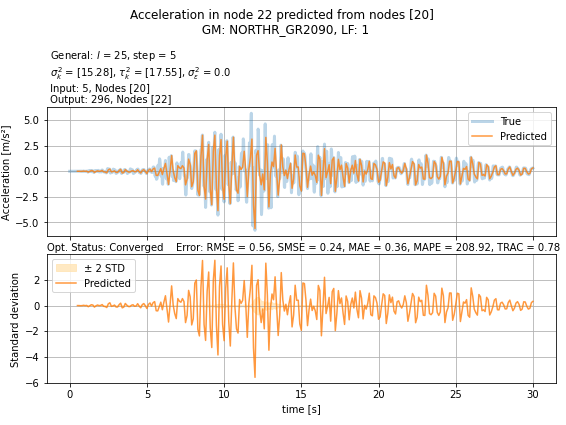 Acceleration in node 22 predicted from nodes [20]
GM: NORTHR_GR2090, LF: 1
General: l = 25, step = 5
σ²ₖ = [15.28], τ²ₖ = [17.55], σ²ε = 0.0
Input: 5, Nodes [20]
Output: 296, Nodes [22]
Acceleration [m/s²]
5.0
2.5
0.0
−2.5
−5.0
True
Predicted
Opt. Status: Converged Error: RMSE = 0.56, SMSE = 0.24, MAE = 0.36, MAPE = 208.92, TRAC = 0.78
Standard deviation
2
0
−2
−4
−6
± 2 STD
Predicted
0 5 10 15 20 25 30
time [s]